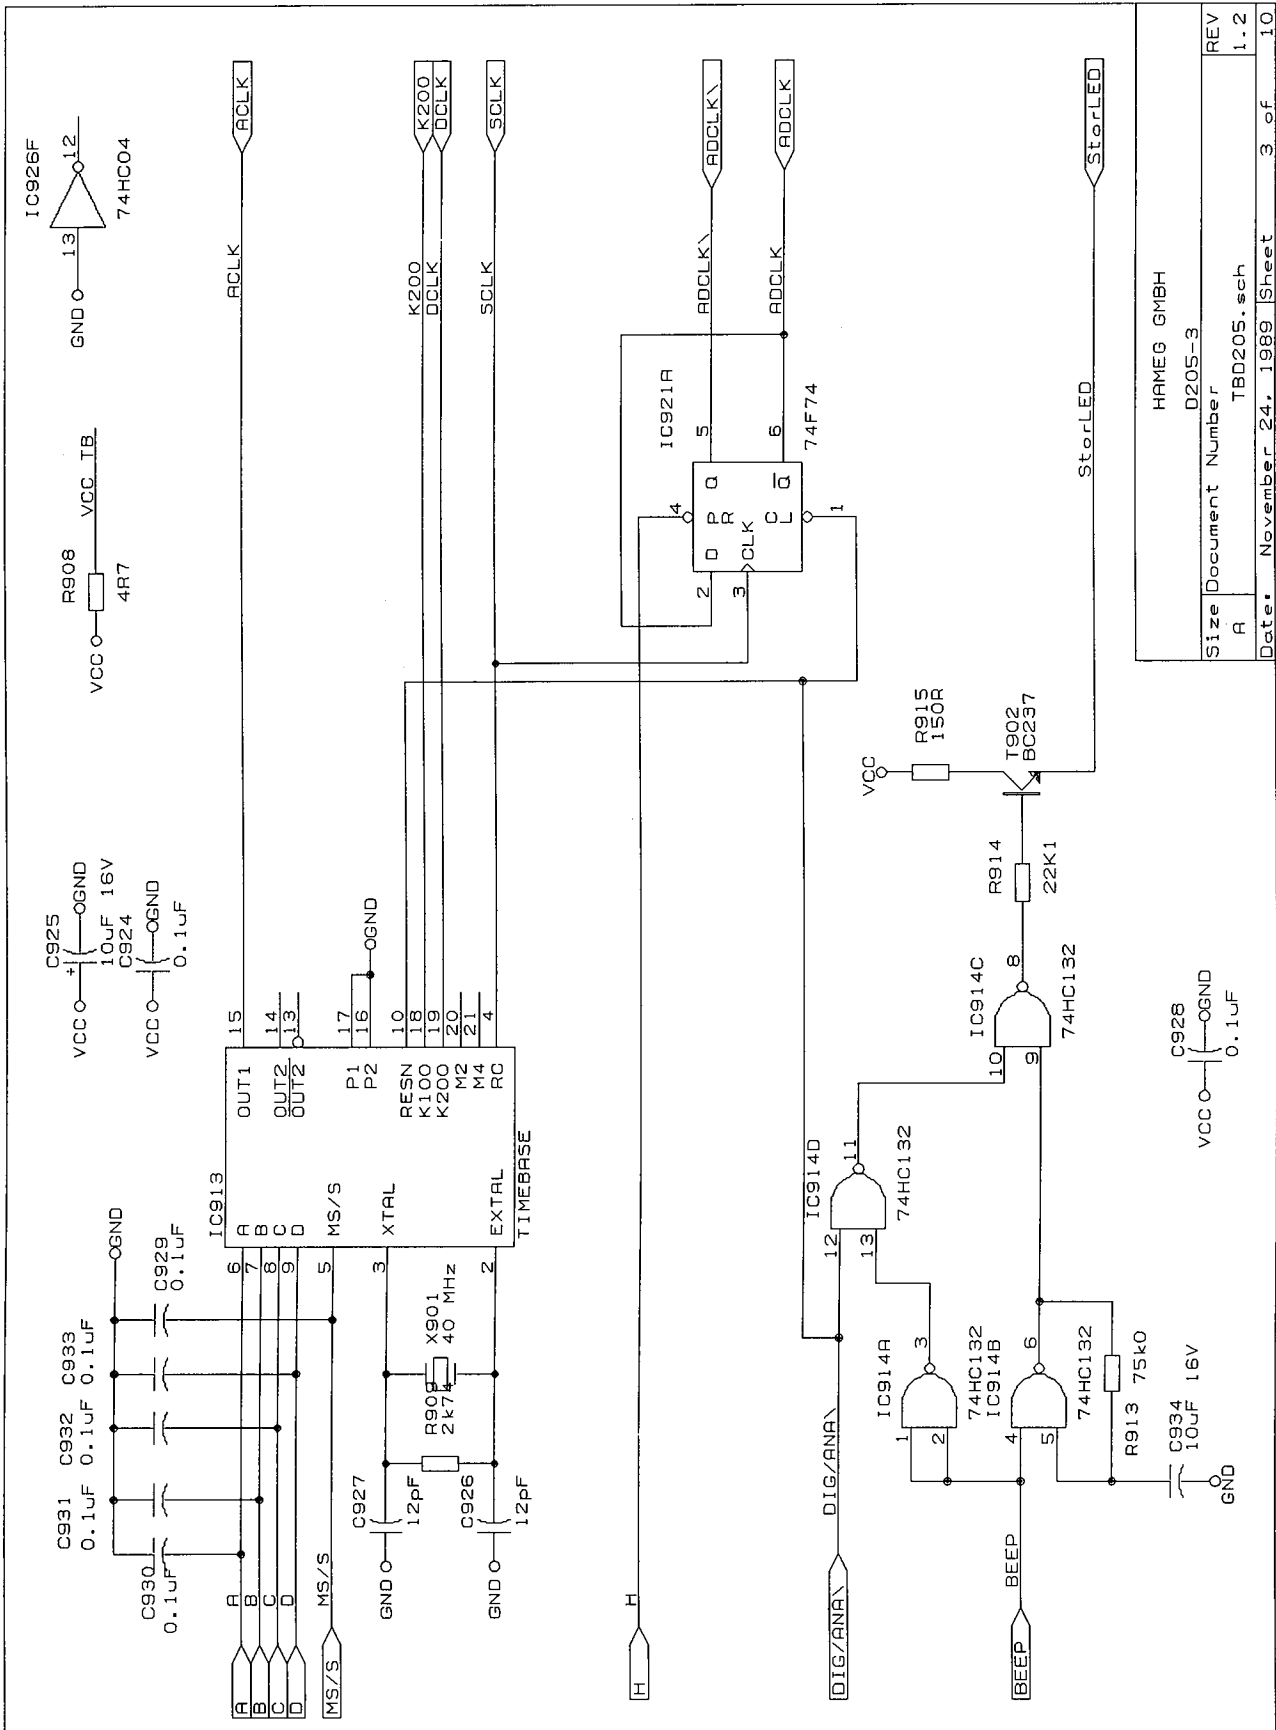 IC926F
GND
13
12
74HC04
R908
VCC
VCC TB
4R7
C925
VCC
+
GND
10uF 16V
C924
VCC
GND
0.1uF
GND
C929
0.1uF
C933
0.1uF
C932
0.1uF
C931
0.1uF
C930
0.1uF
IC913
A
A
6
A
OUT1
15
ACLK
ACLK
B
B
7
B
C
C
8
C
OUT2
14
D
D
9
D
OUT2
13
MS/S
MS/S
5
MS/S
P1
17
P2
16
GND
XTAL
3
RESN
10
K100
18
K200
K200
K200
19
DCLK
DCLK
M2
20
M4
21
EXTAL
2
RC
4
SCLK
SCLK
TIMEBASE
C927
GND
12pF
R909
2k74
X901
40 MHz
C926
GND
12pF
H
H
IC921A
4
2
D
PR
Q
5
ADCLK\
ADCLK\
3
CLK
CL
Q
6
ADCLK
ADCLK
1
74F74
DIG/ANA\
DIG/ANA\
IC914D
12
13
11
74HC132
IC914A
1
2
3
74HC132
IC914B
4
5
6
74HC132
BEEP
BEEP
R913
75k0
C934
10uF 16V
GND
IC914C
10
9
8
74HC132
R914
22K1
VCC
R915
150R
T902
BC237
StorLED
StorLED
C928
VCC
GND
0.1uF
HAMEG GMBH
D205-3
Size
Document Number
REV
A
TBD205.sch
1.2
Date: November 24, 1989
Sheet 3 of 10